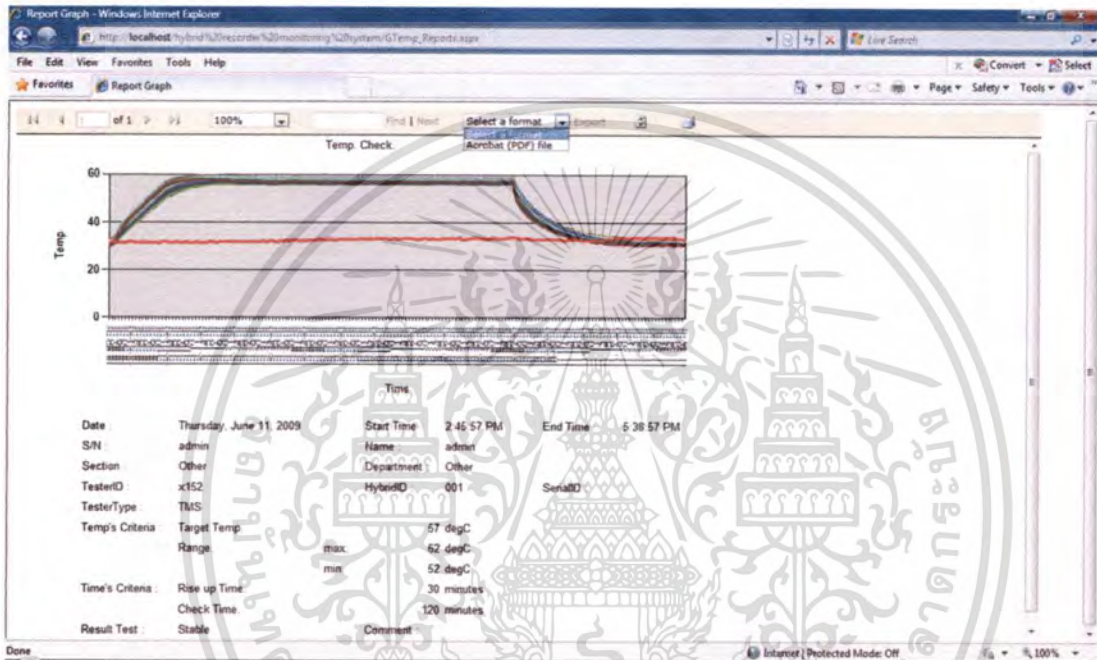 Report Graph - Windows Internet Explorer
http://localhost/hybrid%20recorder%20monitoring%20system/GTemp_Reports.aspx
Live Search
File Edit View Favorites Tools Help
Convert Select
Favorites Report Graph
Page Safety Tools
1 of 1 100% Find | Next Select a format Export
Select a format
Acrobat (PDF) file
Temp. Check.
60
40
20
0
Temp
Time
Date : Thursday, June 11, 2009 Start Time 2:46:57 PM End Time 5:38:57 PM
S/N : admin Name : admin
Section : Other Department : Other
TesterID : x152 HybridID 001 SerialID :
TesterType : TMS
Temp's Criteria : Target Temp. 57 degC
Range max 62 degC
min 52 degC
Time's Criteria : Rise up Time 30 minutes
Check Time 120 minutes
Result Test : Stable Comment :
Done Internet | Protected Mode: Off 100%